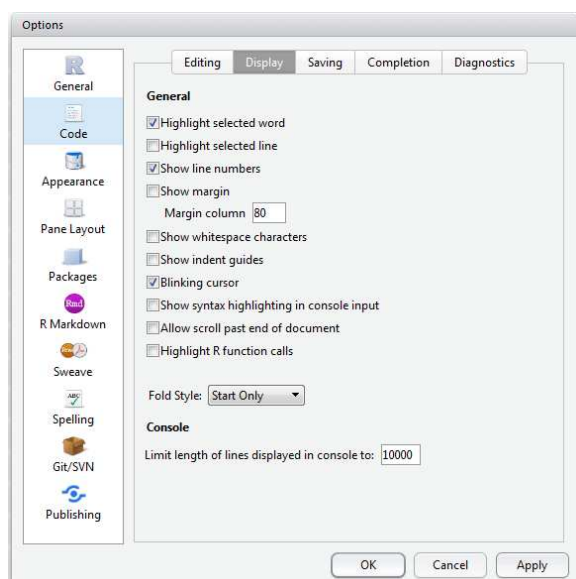 Options
R
General
Code
Appearance
Pane Layout
Packages
Rmd
R Markdown
Sweave
ABC
Spelling
Git/SVN
Publishing
Editing Display Saving Completion Diagnostics
General
Highlight selected word
Highlight selected line
Show line numbers
Show margin
Margin column 80
Show whitespace characters
Show indent guides
Blinking cursor
Show syntax highlighting in console input
Allow scroll past end of document
Highlight R function calls
Fold Style: Start Only
Console
Limit length of lines displayed in console to: 10000
OK Cancel Apply